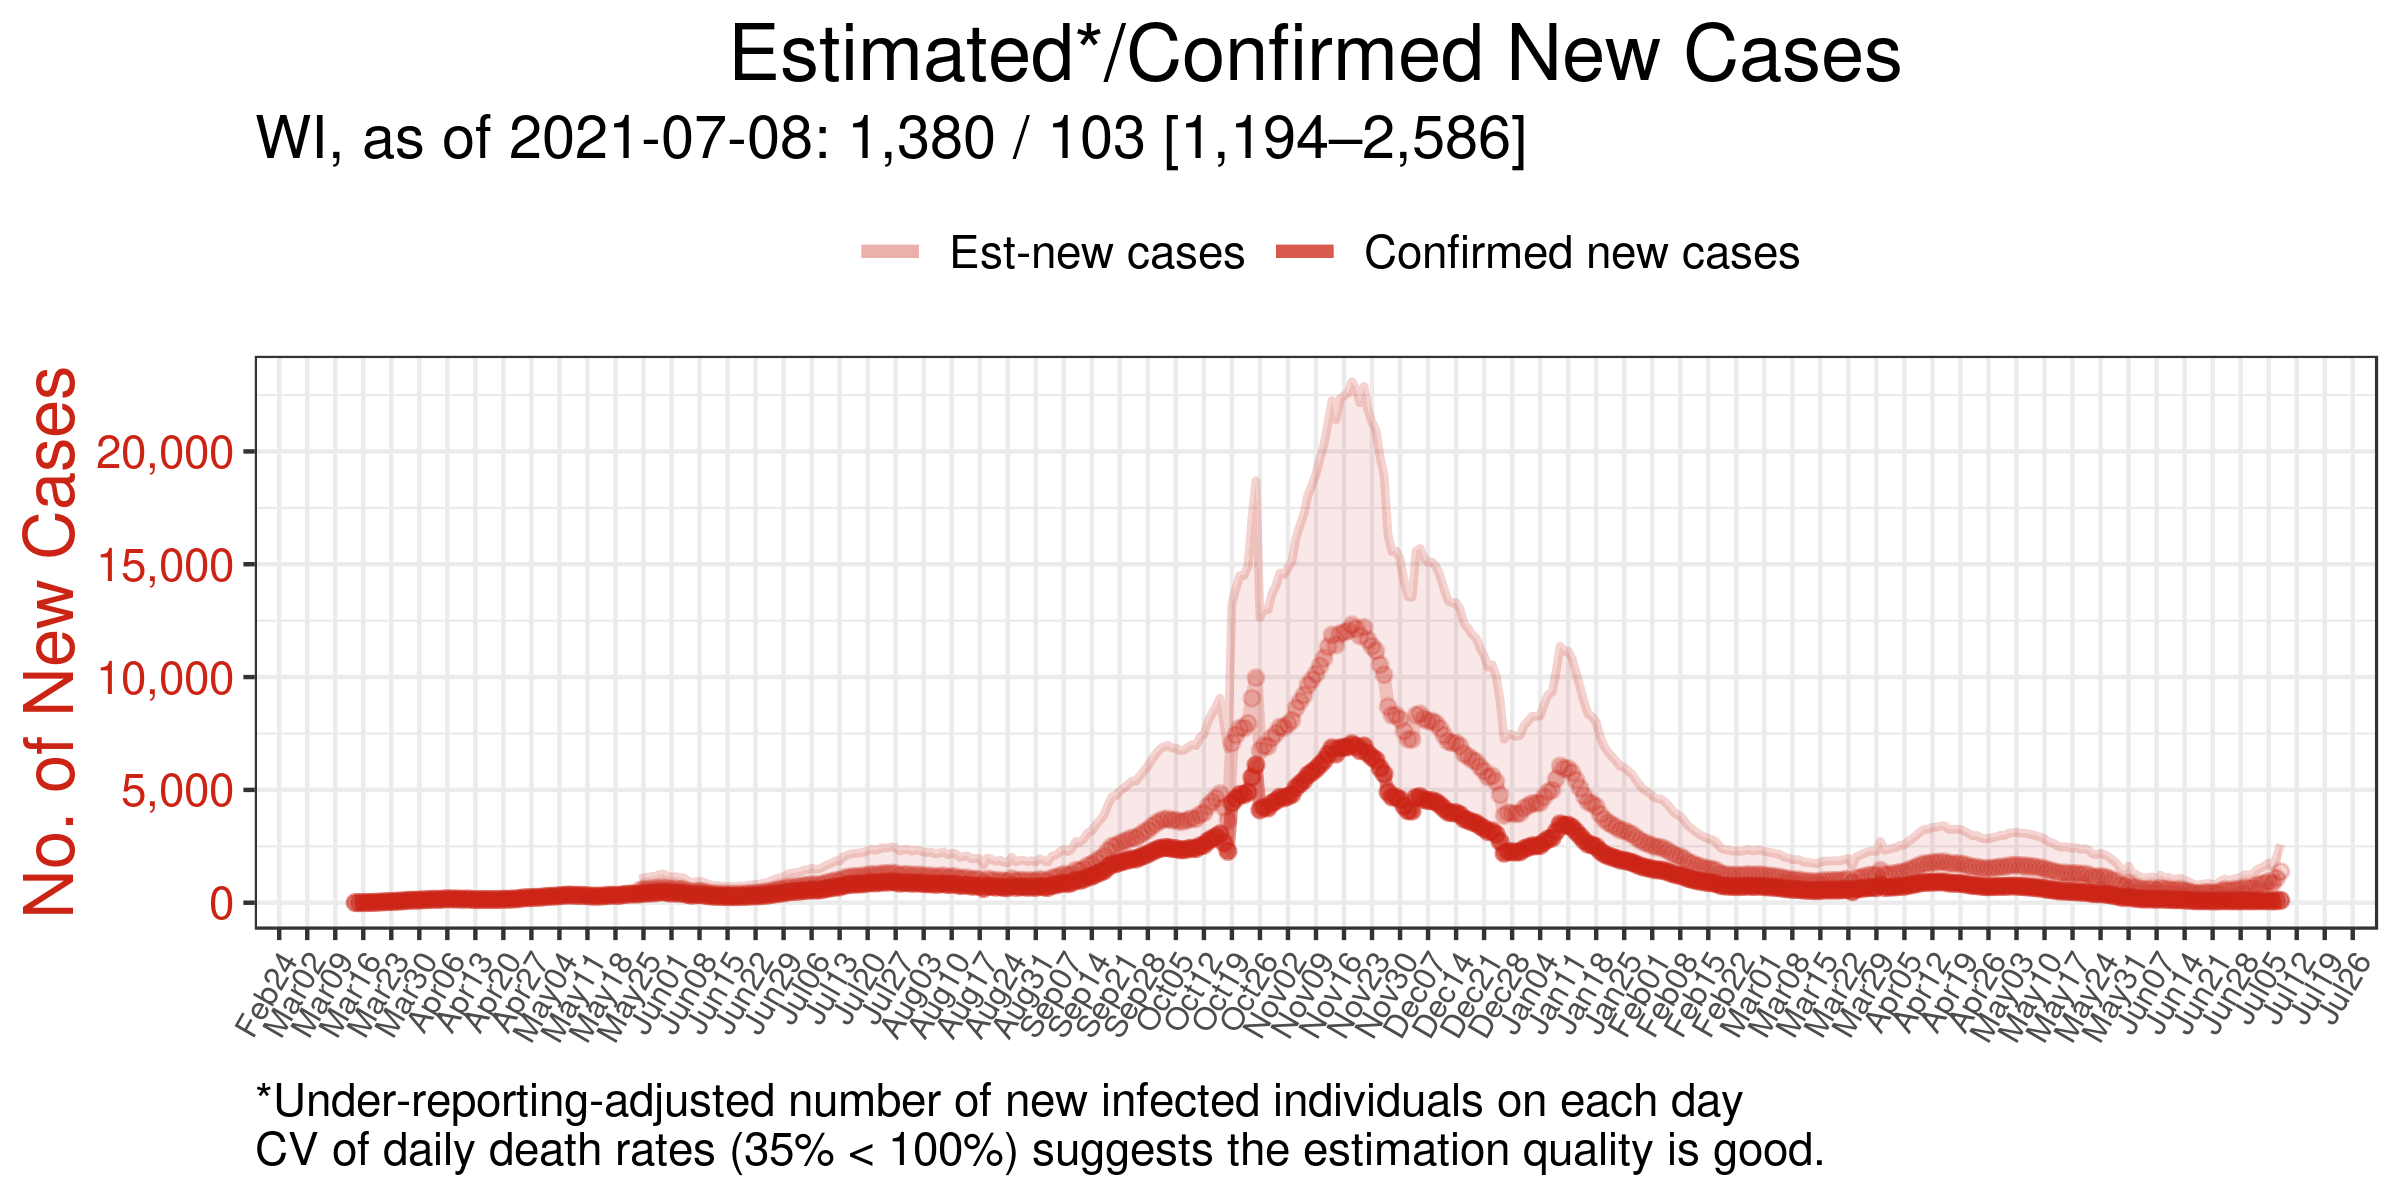 Estimated*/Confirmed New Cases
WI, as of 2021-07-08: 1,380 / 103 [1,194–2,586]
Est-new cases Confirmed new cases
No. of New Cases
20,000
15,000
10,000
5,000
0
Feb24 Mar02 Mar09 Mar16 Mar23 Mar30 Apr06 Apr13 Apr20 Apr27 May04 May11 May18 May25 Jun01 Jun08 Jun15 Jun22 Jun29 Jul06 Jul13 Jul20 Jul27 Aug03 Aug10 Aug17 Aug24 Aug31 Sep07 Sep14 Sep21 Sep28 Oct05 Oct12 Oct19 Oct26 Nov02 Nov09 Nov16 Nov23 Nov30 Dec07 Dec14 Dec21 Dec28 Jan04 Jan11 Jan18 Jan25 Feb01 Feb08 Feb15 Feb22 Mar01 Mar08 Mar15 Mar22 Mar29 Apr05 Apr12 Apr19 Apr26 May03 May10 May17 May24 May31 Jun07 Jun14 Jun21 Jun28 Jul05 Jul12 Jul19 Jul26
*Under-reporting-adjusted number of new infected individuals on each day
CV of daily death rates (35% < 100%) suggests the estimation quality is good.